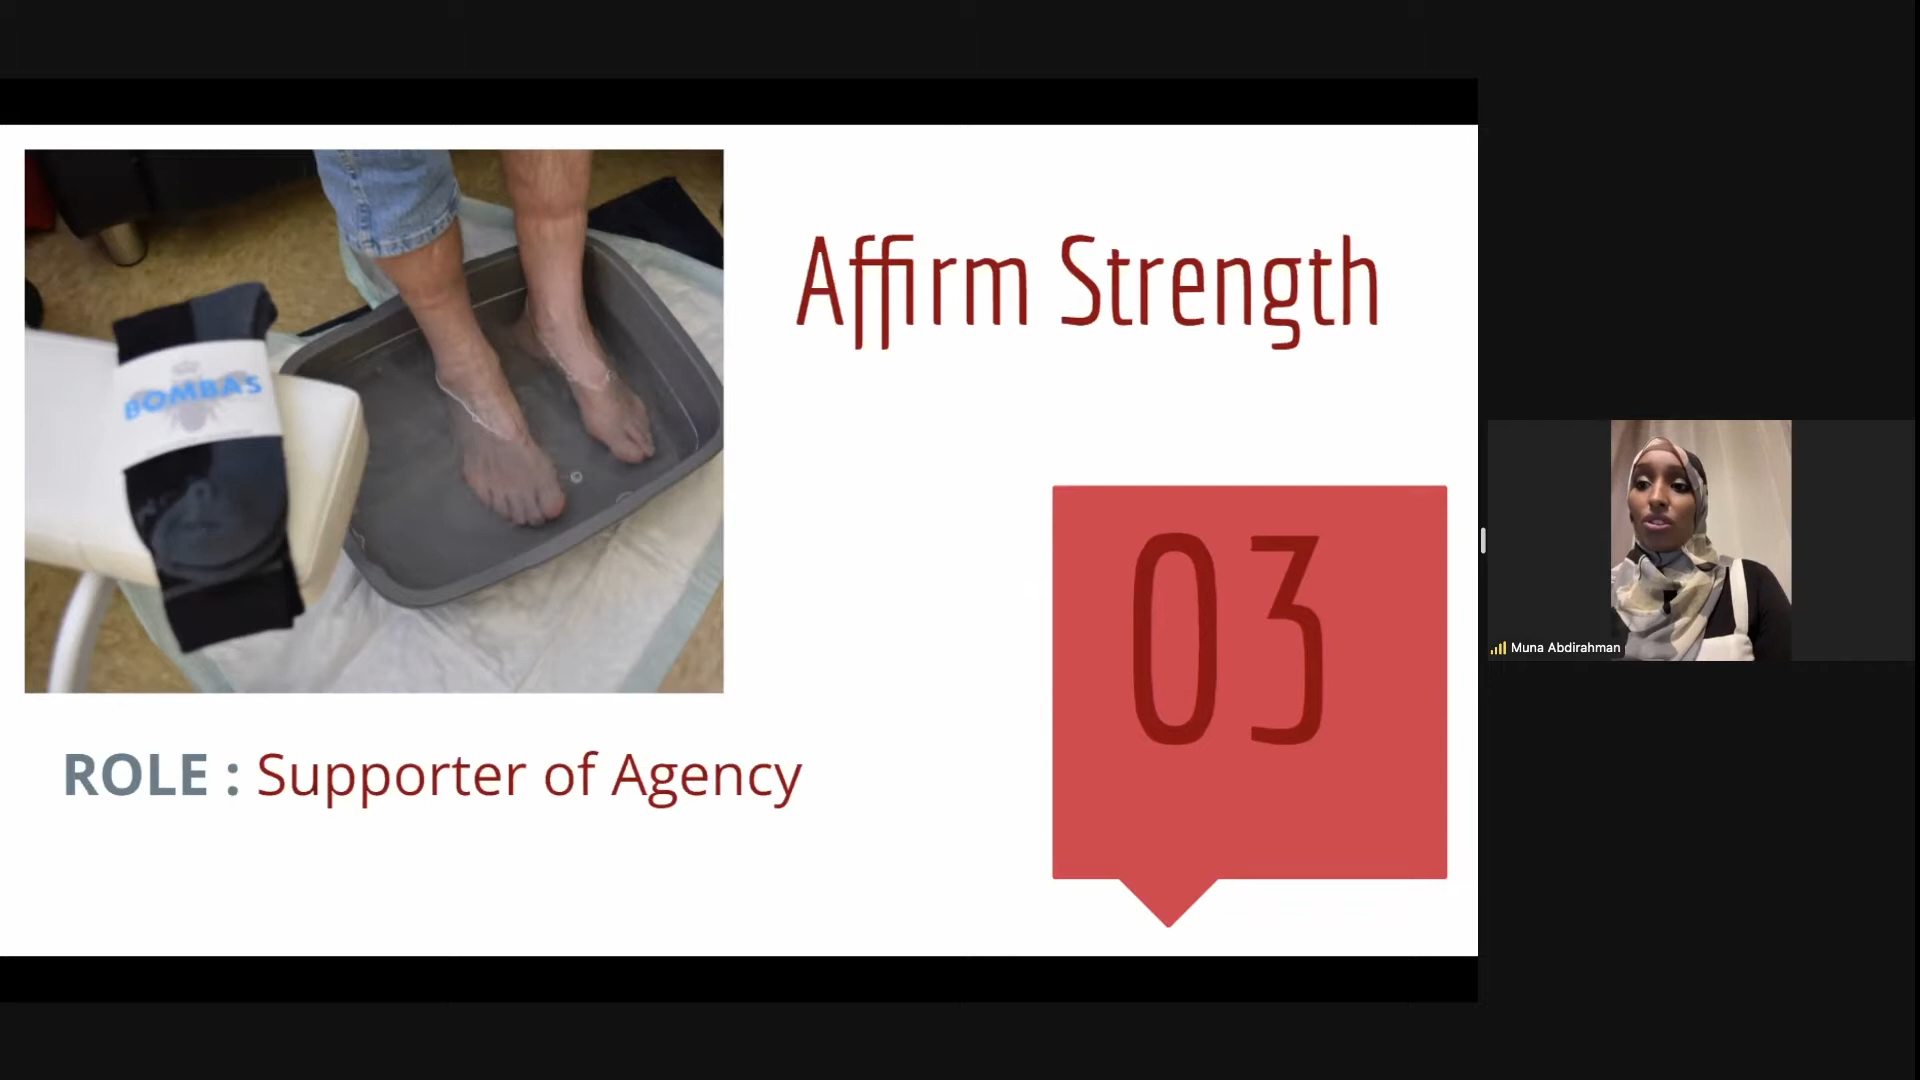 BOMBAS
Affirm Strength
03
ROLE : Supporter of Agency
Muna Abdirahman